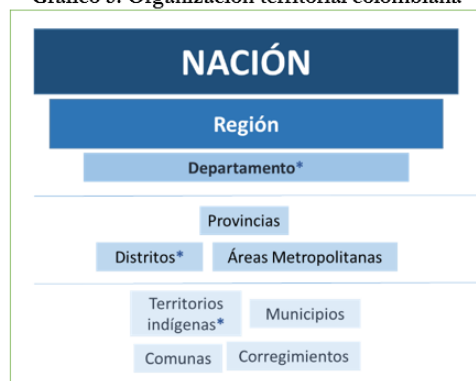 NACIÓN
Región
Departamento*
Provincias
Distritos*
Áreas Metropolitanas
Territorios
indígenas*
Municipios
Comunas
Corregimientos